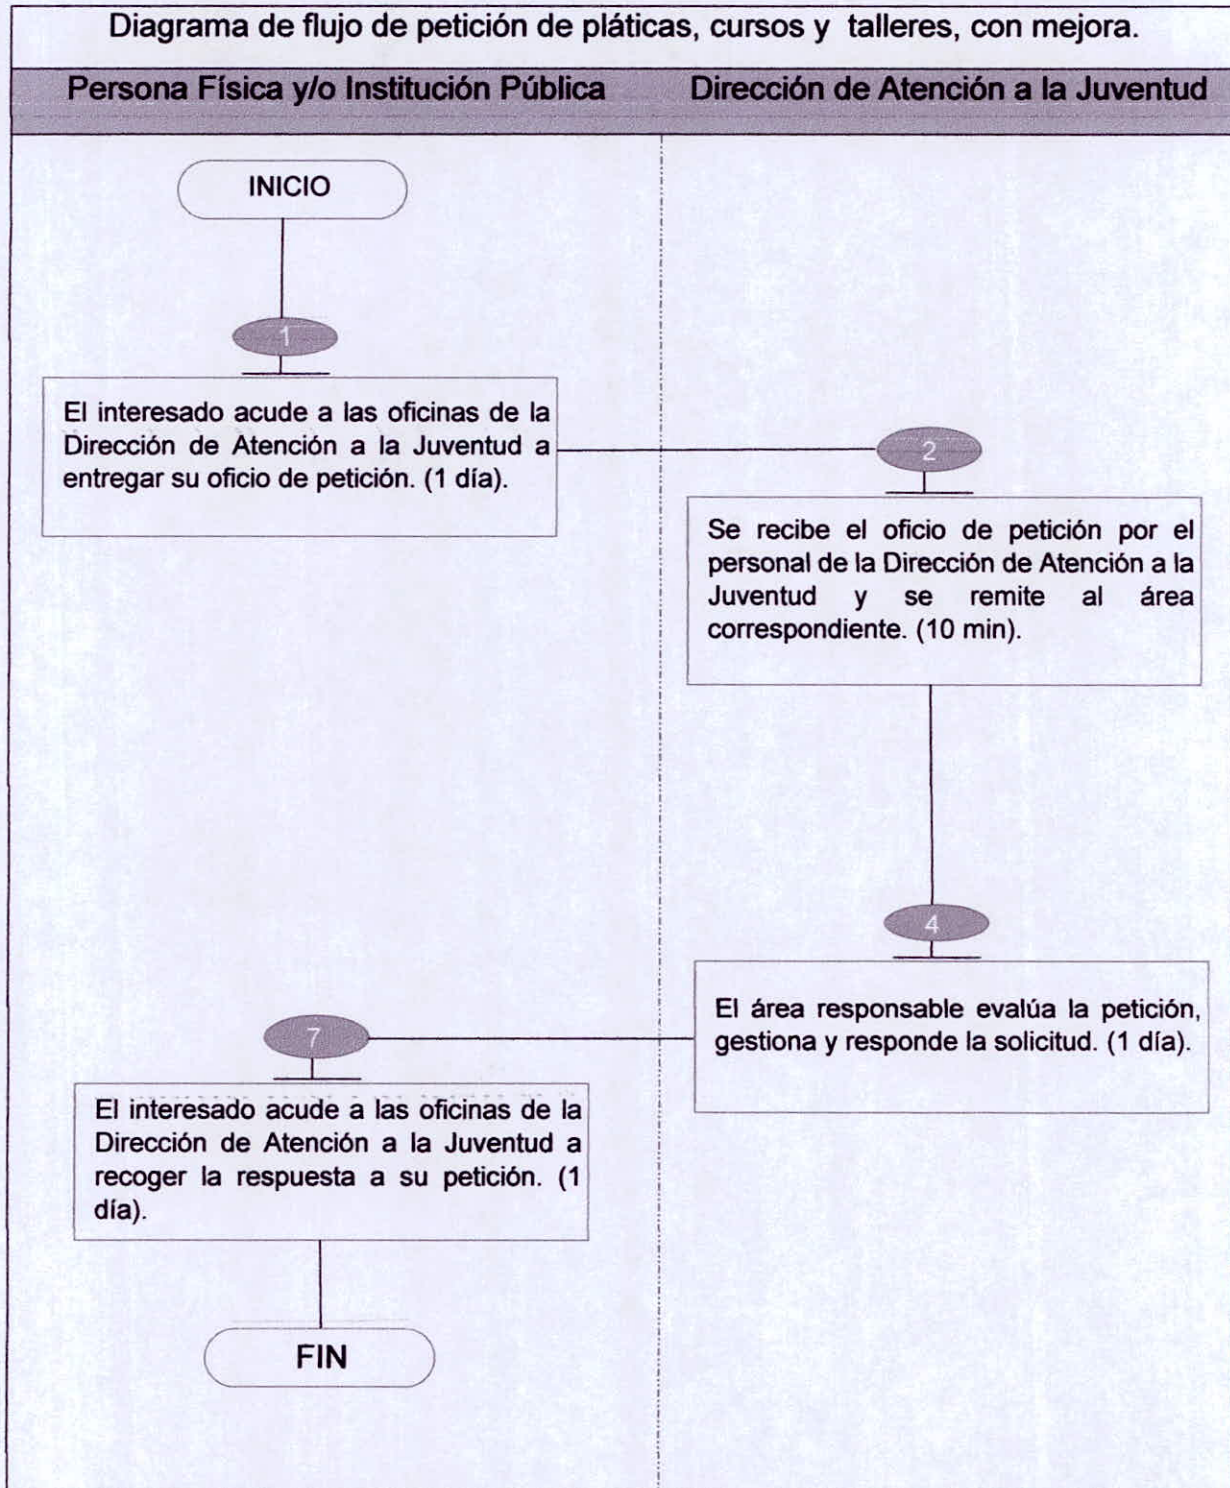 Diagrama de flujo de petición de pláticas, cursos y talleres, con mejora.
Persona Física y/o Institución Pública
Dirección de Atención a la Juventud
INICIO
1
El interesado acude a las oficinas de la
Dirección de Atención a la Juventud a
entregar su oficio de petición. (1 día).
2
Se recibe el oficio de petición por el
personal de la Dirección de Atención a la
Juventud y se remite al área
correspondiente. (10 min).
4
El área responsable evalúa la petición,
gestiona y responde la solicitud. (1 día).
7
El interesado acude a las oficinas de la
Dirección de Atención a la Juventud a
recoger la respuesta a su petición. (1
día).
FIN